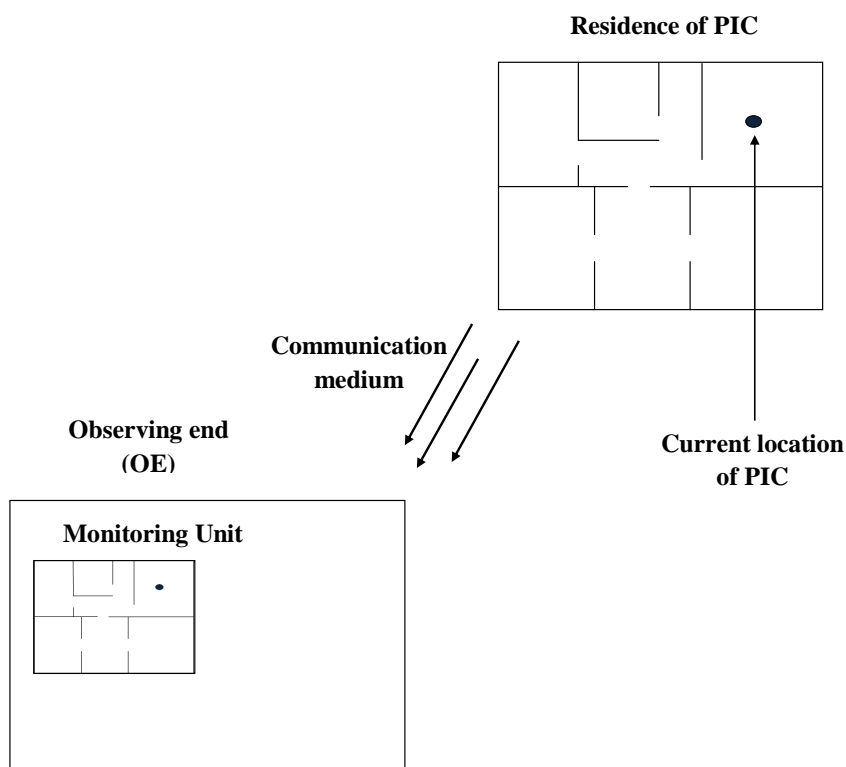 Residence of PIC
Communication
medium
Observing end
(OE)
Current location
of PIC
Monitoring Unit